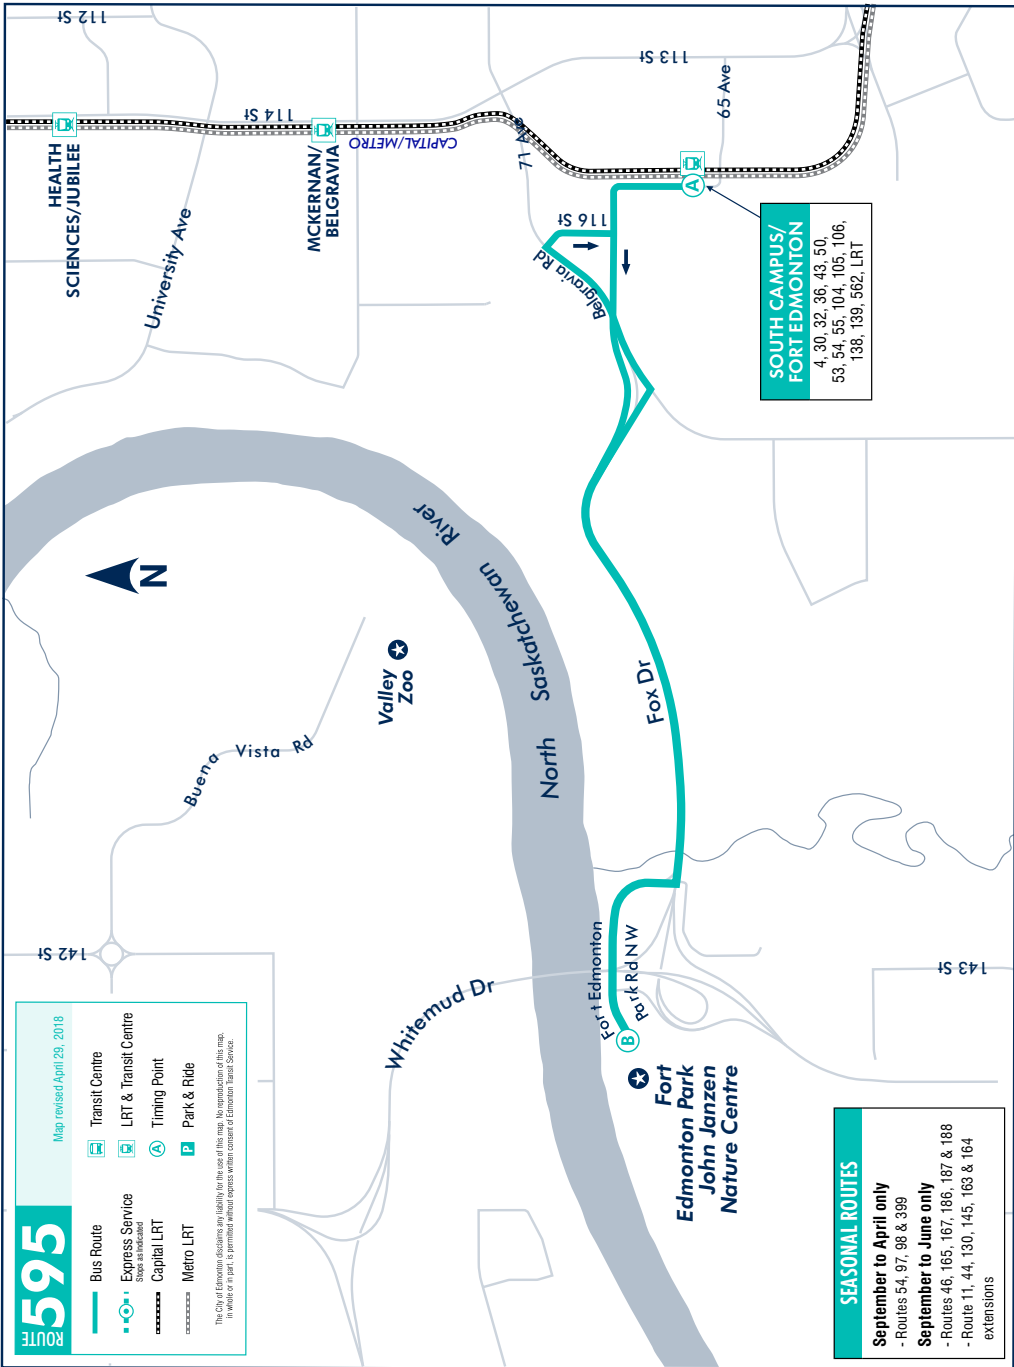 ROUTE
595
Map revised April 29, 2018
Bus Route
Express Service
Stops as Indicated
Capital LRT
Metro LRT
Transit Centre
LRT & Transit Centre
A
Timing Point
P
Park & Ride
The City of Edmonton disclaims any liability for the use of this map. No reproduction of this map,
in whole or in part, is permitted without express written consent of Edmonton Transit Service.
142 St
Buena Vista Rd
Valley
Zoo
N
University Ave
HEALTH
SCIENCES/JUBILEE
112 St
114 St
MCKERNAN/
BELGRAVIA
CAPITAL/METRO
Whitemud Dr
North Saskatchewan River
71 Ave
113 St
65 Ave
116 St
Belgravia Rd
A
SOUTH CAMPUS/
FORT EDMONTON
4, 30, 32, 36, 43, 50,
53, 54, 55, 104, 105, 106,
138, 139, 562, LRT
Fox Dr
Fort Edmonton
Park Rd NW
B
Fort
Edmonton Park
John Janzen
Nature Centre
143 St
SEASONAL ROUTES
September to April only
- Routes 54, 97, 98 & 399
September to June only
- Routes 46, 165, 167, 186, 187 & 188
- Route 11, 44, 130, 145, 163 & 164
extensions